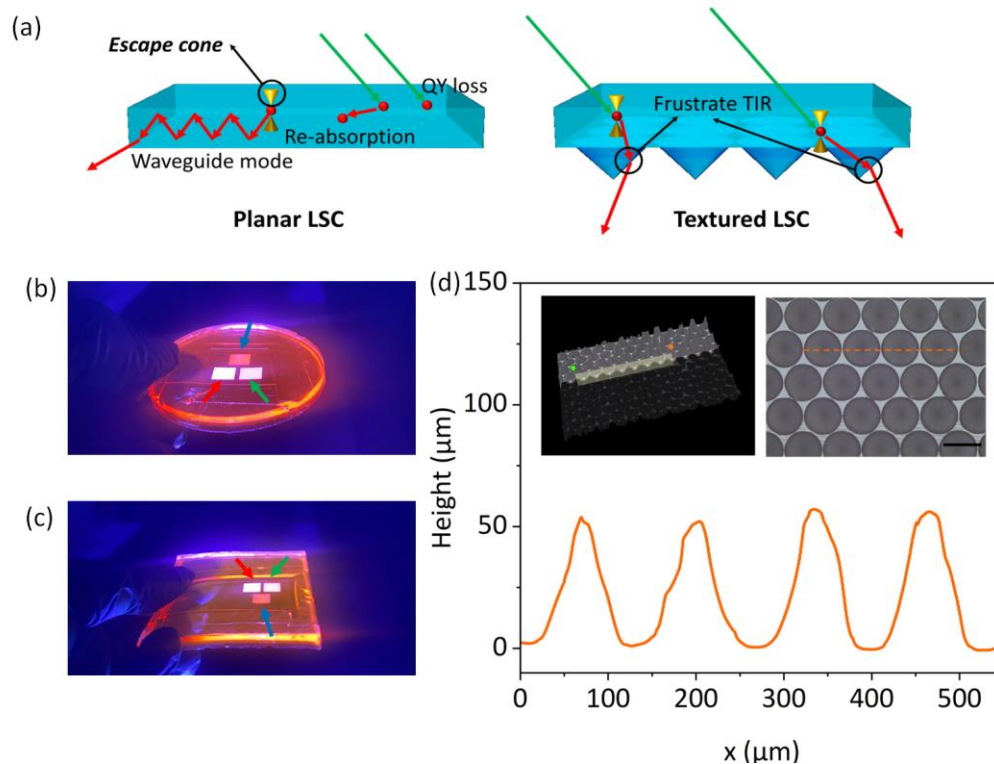 (a)
Escape cone
QY loss
Re-absorption
Waveguide mode
Planar LSC
Frustrate TIR
Textured LSC
(b)
(c)
(d)
150
100
50
0
Height (µm)
0 100 200 300 400 500
x (µm)